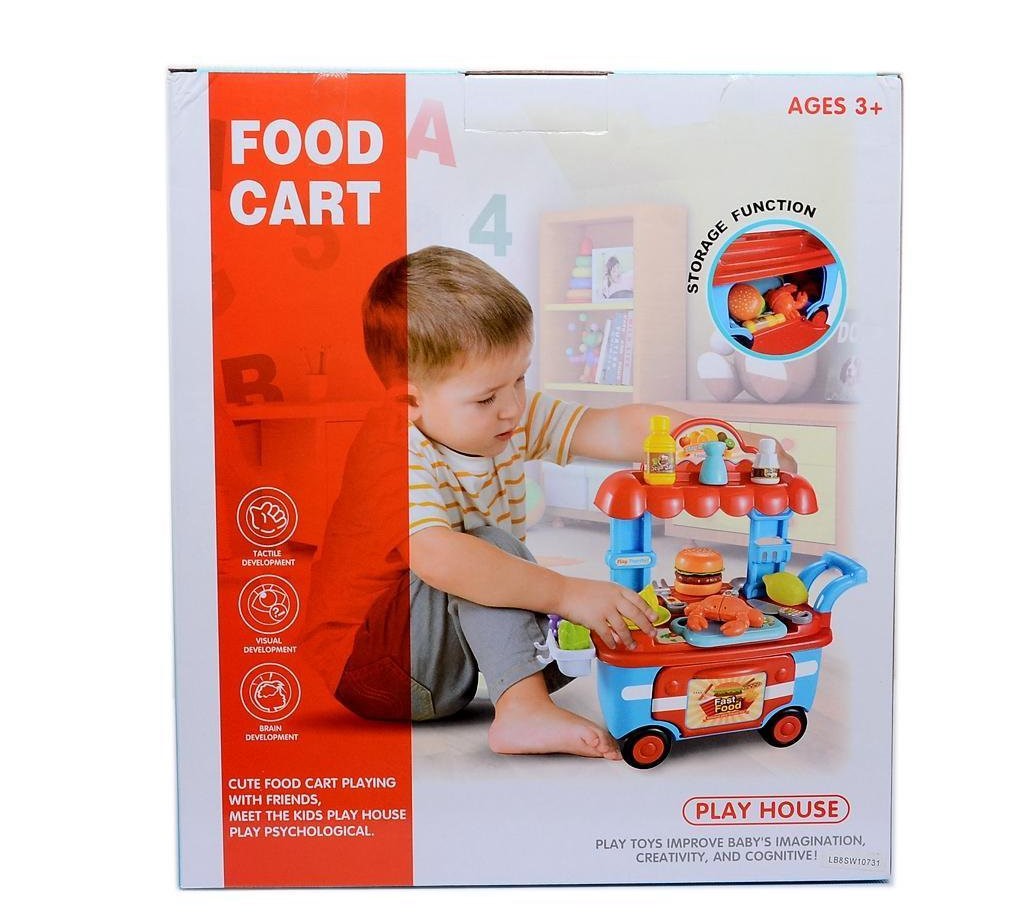 FOOD
CART
AGES 3+
A
4
5
B
STORAGE FUNCTION
Fast
Food
TACTILE
DEVELOPMENT
VISUAL
DEVELOPMENT
BRAIN
DEVELOPMENT
CUTE FOOD CART PLAYING
WITH FRIENDS,
MEET THE KIDS PLAY HOUSE
PLAY PSYCHOLOGICAL.
PLAY HOUSE
PLAY TOYS IMPROVE BABY'S IMAGINATION,
CREATIVITY, AND COGNITIVE!
LB8SW10731